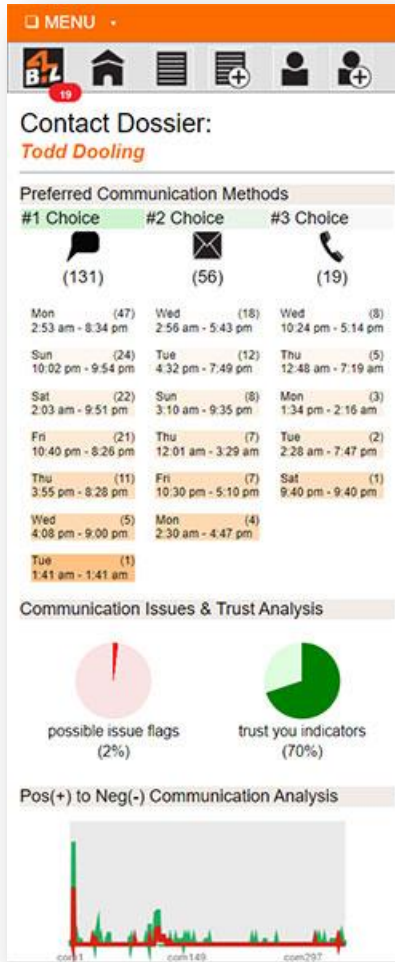 ❏ MENU
4
BIZ
19
Contact Dossier:
Todd Dooling
Preferred Communication Methods
#1 Choice #2 Choice #3 Choice
(131) (56) (19)
Mon (47) Wed (18) Wed (8)
2:53 am - 8:34 pm 2:56 am - 5:43 pm 10:24 pm - 5:14 pm
Sun (24) Tue (12) Thu (5)
10:02 pm - 9:54 pm 4:32 pm - 7:49 pm 12:48 am - 7:19 am
Sat (22) Sun (8) Mon (3)
2:03 am - 9:51 pm 3:10 am - 9:35 pm 1:34 pm - 2:16 am
Fri (21) Thu (7) Tue (2)
10:40 pm - 8:26 pm 12:01 am - 3:29 am 2:28 am - 7:47 pm
Thu (11) Fri (7) Sat (1)
3:55 pm - 8:28 pm 10:30 pm - 5:10 pm 9:40 pm - 9:40 pm
Wed (5) Mon (4)
4:08 pm - 9:00 pm 2:30 am - 4:47 pm
Tue (1)
1:41 am - 1:41 am
Communication Issues & Trust Analysis
possible issue flags trust you indicators
(2%) (70%)
Pos(+) to Neg(-) Communication Analysis
com1 com149 com297